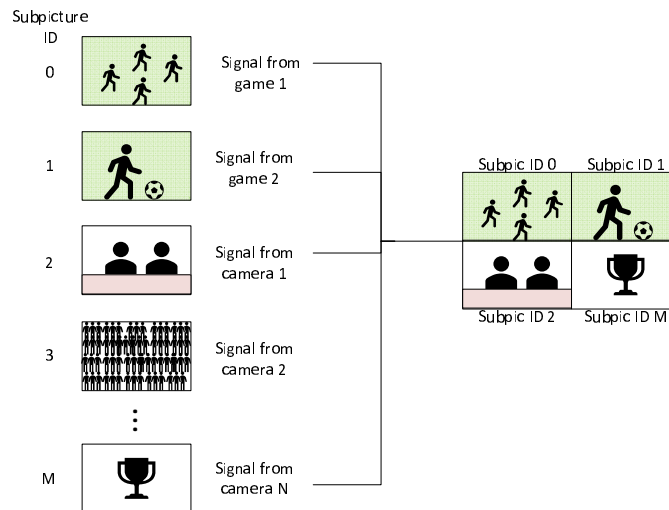 Subpicture
ID
0
Signal from
game 1
1
Signal from
game 2
2
Signal from
camera 1
3
Signal from
camera 2
M
Signal from
camera N
Subpic ID 0
Subpic ID 1
Subpic ID 2
Subpic ID M